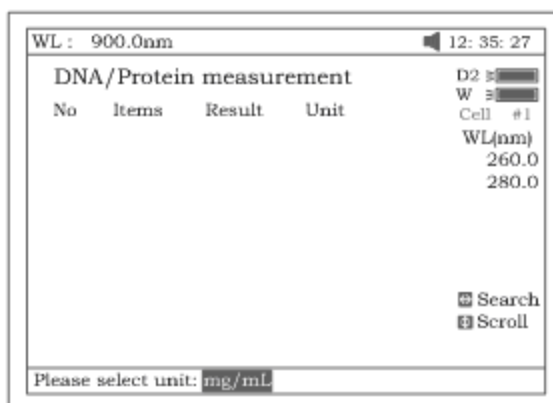 WL : 900.0nm 12: 35: 27
DNA/Protein measurement
D2
W
No Items Result Unit
Cell #1
WL(nm)
260.0
280.0
Search
Scroll
Please select unit: mg/mL